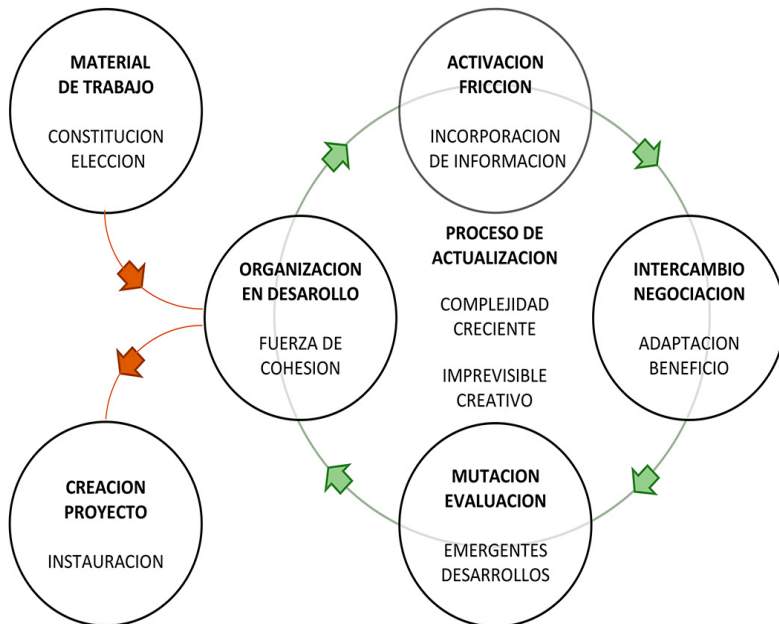 MATERIAL
DE TRABAJO
CONSTITUCION
ELECCION
ACTIVACION
FRICCION
INCORPORACION
DE INFORMACION
ORGANIZACION
EN DESAROLLO
FUERZA DE
COHESION
PROCESO DE
ACTUALIZACION
COMPLEJIDAD
CRECIENTE
IMPREVISIBLE
CREATIVO
INTERCAMBIO
NEGOCIACION
ADAPTACION
BENEFICIO
CREACION
PROYECTO
INSTAURACION
MUTACION
EVALUACION
EMERGENTES
DESARROLLOS